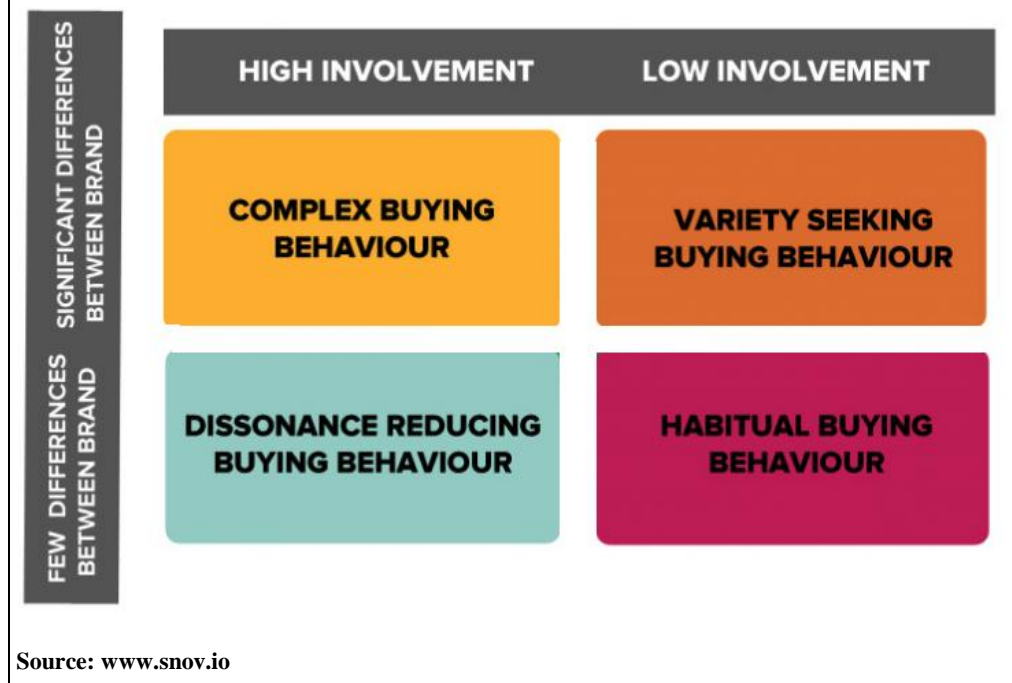 HIGH INVOLVEMENT
LOW INVOLVEMENT
SIGNIFICANT DIFFERENCES
BETWEEN BRAND
COMPLEX BUYING
BEHAVIOUR
VARIETY SEEKING
BUYING BEHAVIOUR
FEW DIFFERENCES
BETWEEN BRAND
DISSONANCE REDUCING
BUYING BEHAVIOUR
HABITUAL BUYING
BEHAVIOUR
Source: www.snov.io